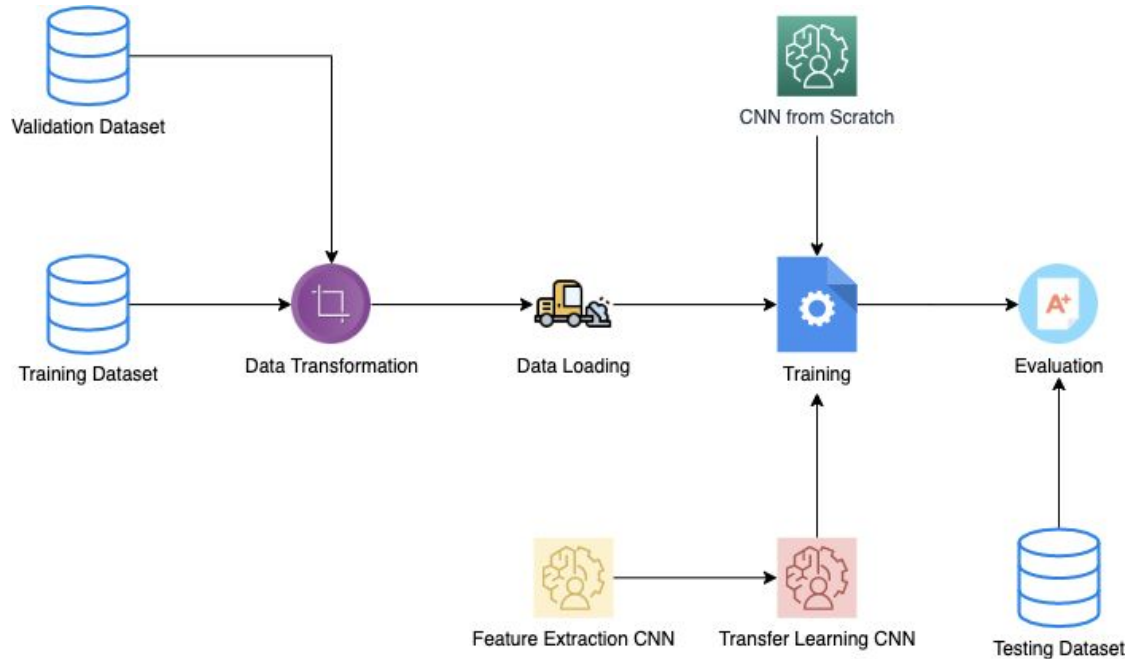 Validation Dataset
CNN from Scratch
Training Dataset
Data Transformation
Data Loading
Training
A+
Evaluation
Feature Extraction CNN
Transfer Learning CNN
Testing Dataset